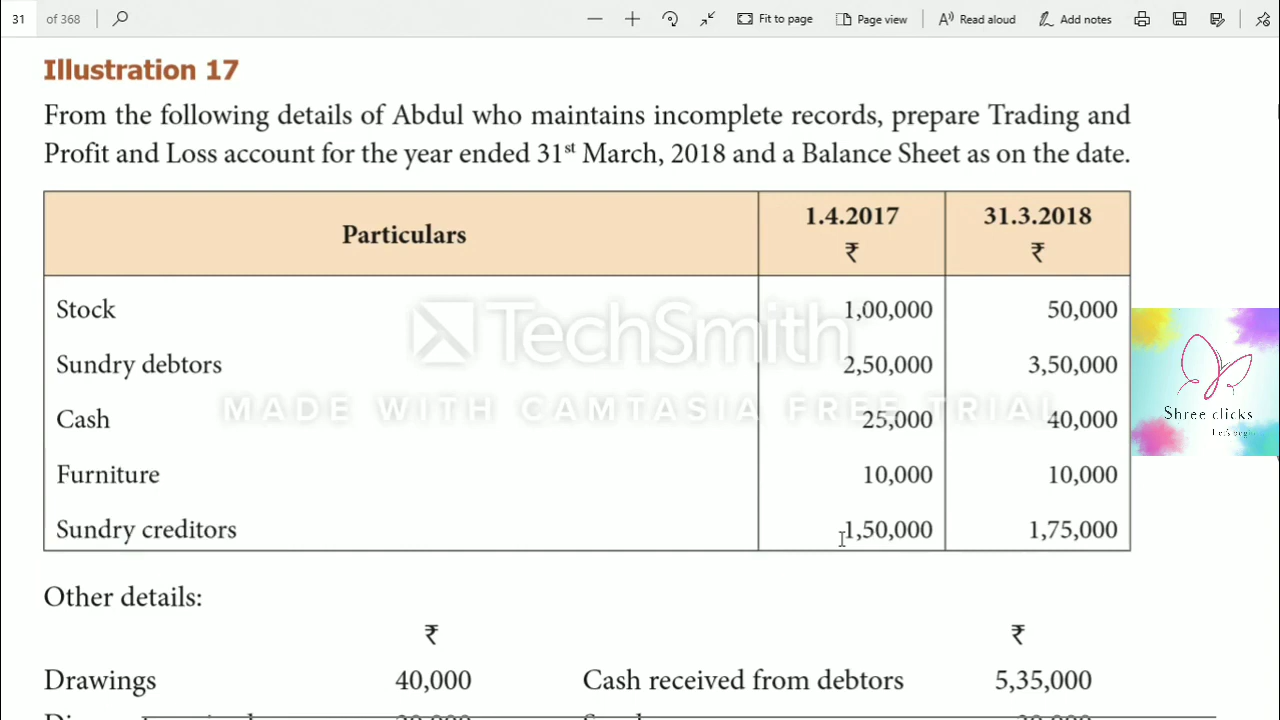 31 of 368 Fit to page Page view Read aloud Add notes
Illustration 17
From the following details of Abdul who maintains incomplete records, prepare Trading and
Profit and Loss account for the year ended 31st March, 2018 and a Balance Sheet as on the date.
Particulars 1.4.2017 ₹ 31.3.2018 ₹
Stock 1,00,000 50,000
TechSmith
Sundry debtors 2,50,000 3,50,000
MADE WITH CAMTASIA FREE TRIAL
Cash 25,000 40,000
Shree clicks
Furniture 10,000 10,000
Sundry creditors 1,50,000 1,75,000
Other details:
₹ ₹
Drawings 40,000 Cash received from debtors 5,35,000